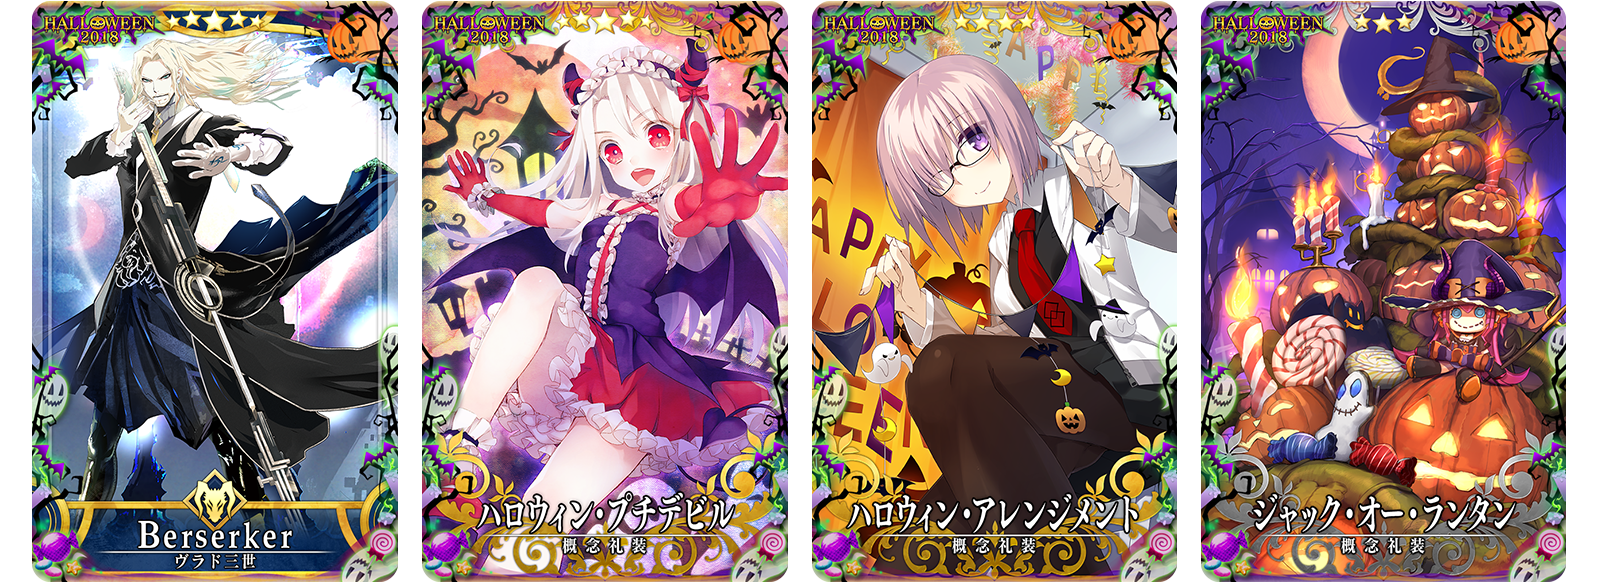 HALLOWEEN
2018
Berserker
ヴラド三世
HALLOWEEN
2018
ハロウィン・プチデビル
概念礼装
HALLOWEEN
2018
ハロウィン・アレンジメント
概念礼装
HALLOWEEN
2018
ジャック・オー・ランタン
概念礼装